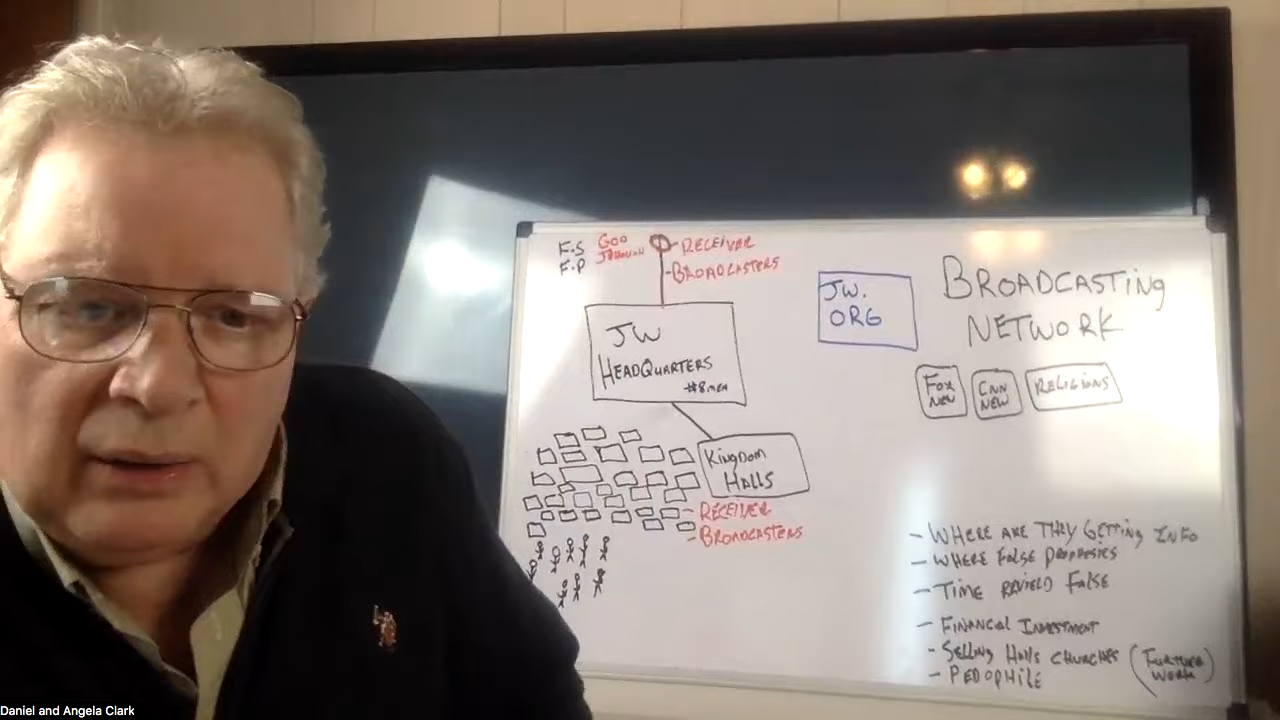 F-S GOD
F-P JEHOVAH
RECEIVER
BROADCASTERS
JW
HEADQUARTERS
#8 MEN
KINGDOM
HALLS
RECEIVER
BROADCASTERS
JW.
ORG
BROADCASTING
NETWORK
FOX
NEW
CNN
NEW
RELIGIONS
- WHERE ARE THEY GETTING INFO
- WHERE FALSE PROPHESIES
- TIME FALSE
- FINANCIAL INVESTMENT
- SELLING HALLS CHURCHES (FURTHER
WORK)
- PEDOPHILE
Daniel and Angela Clark